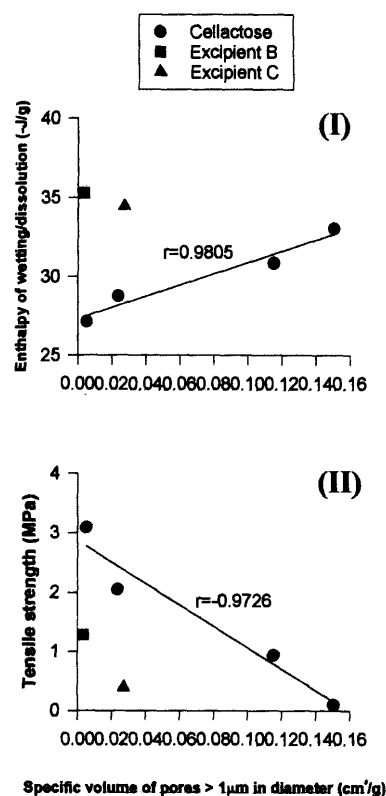 Cellactose
Excipient B
Excipient C
(I)
Enthalpy of wetting/dissolution (-J/g)
40
35
30
25
r=0.9805
0.000.020.040.060.080.100.120.140.16
(II)
Tensile strength (MPa)
4
3
2
1
0
r=-0.9726
0.000.020.040.060.080.100.120.140.16
Specific volume of pores > 1μm in diameter (cm³/g)